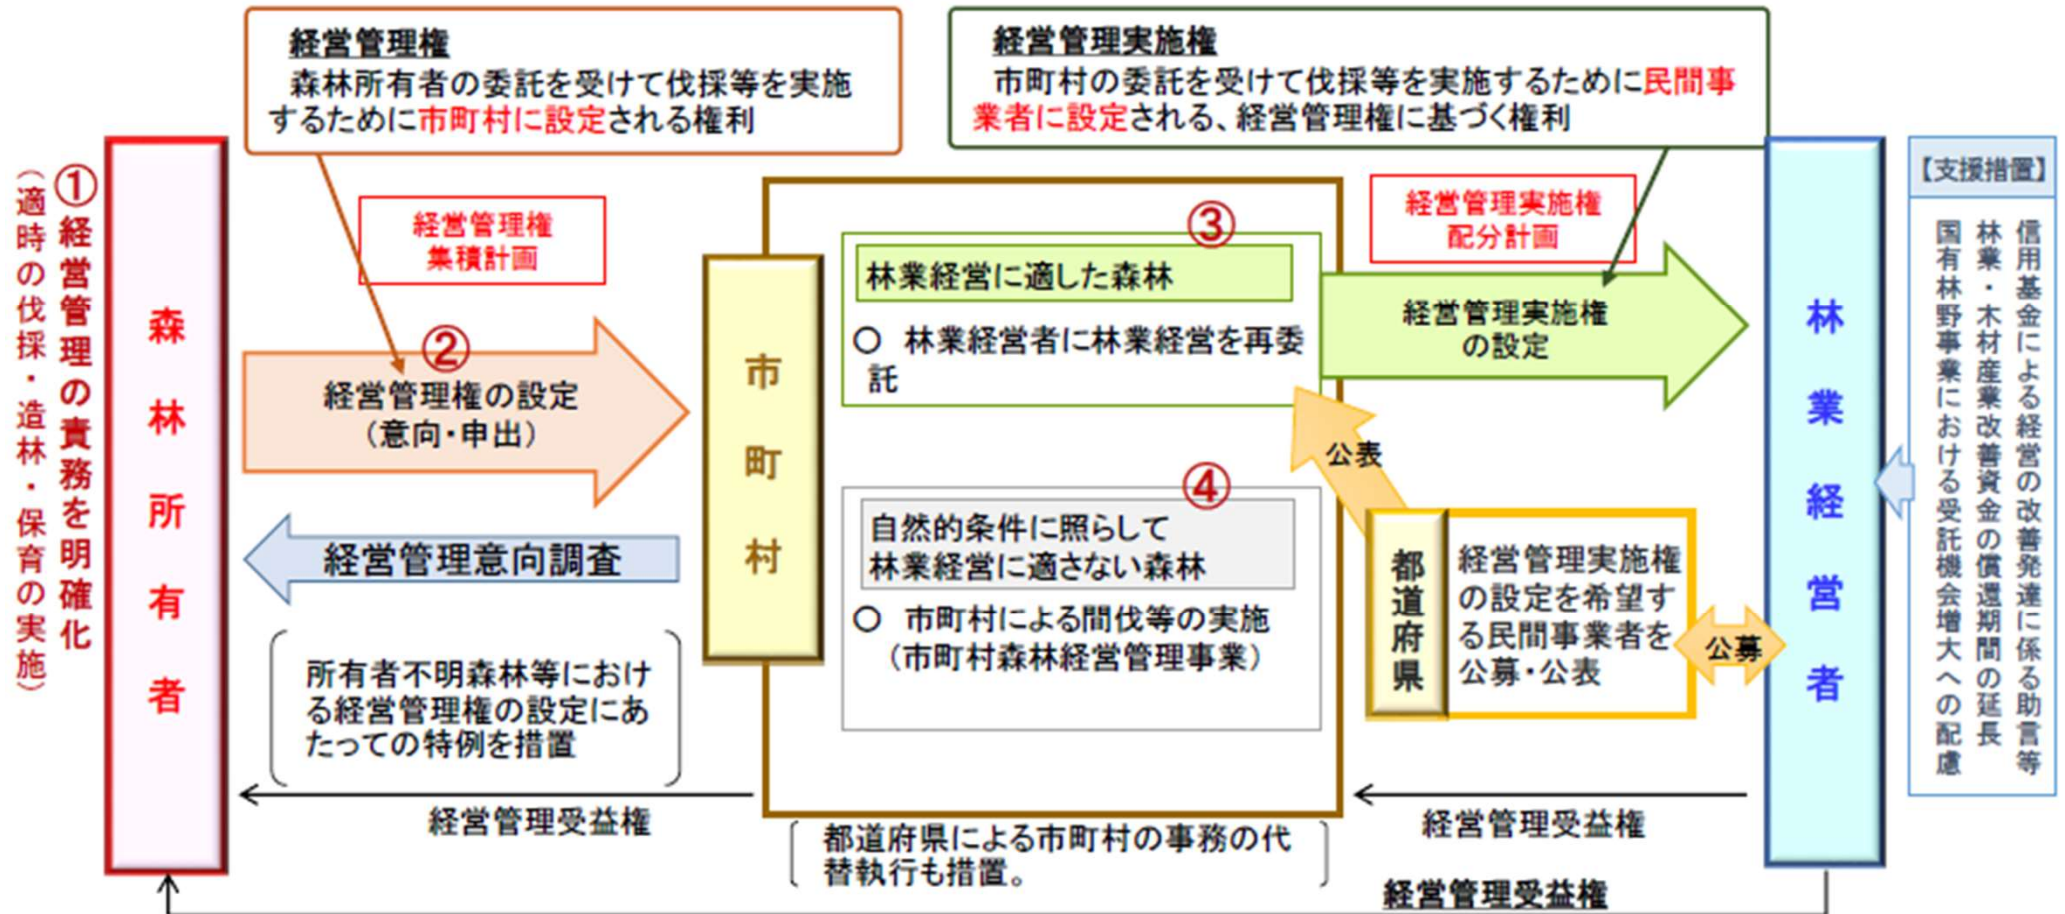 経営管理権
森林所有者の委託を受けて伐採等を実施
するために市町村に設定される権利
経営管理実施権
市町村の委託を受けて伐採等を実施するために民間事
業者に設定される、経営管理権に基づく権利
①経営管理の責務を明確化
（適時の伐採・造林・保育の実施）
森林所有者
経営管理権
集積計画
②
経営管理権の設定
（意向・申出）
経営管理意向調査
所有者不明森林等におけ
る経営管理権の設定にあ
たっての特例を措置
経営管理受益権
市町村
③
林業経営に適した森林
○ 林業経営者に林業経営を再委
託
④
自然的条件に照らして
林業経営に適さない森林
○ 市町村による間伐等の実施
（市町村森林経営管理事業）
都道府県による市町村の事務の代
替執行も措置。
経営管理実施権
配分計画
経営管理実施権
の設定
公表
都道府県
経営管理実施権
の設定を希望す
る民間事業者を
公募・公表
公募
経営管理受益権
経営管理受益権
林業経営者
【支援措置】
信用基金による経営の改善発達に係る助言等
林業・木材産業改善資金の償還期間の延長
国有林野事業における受託機会増大への配慮